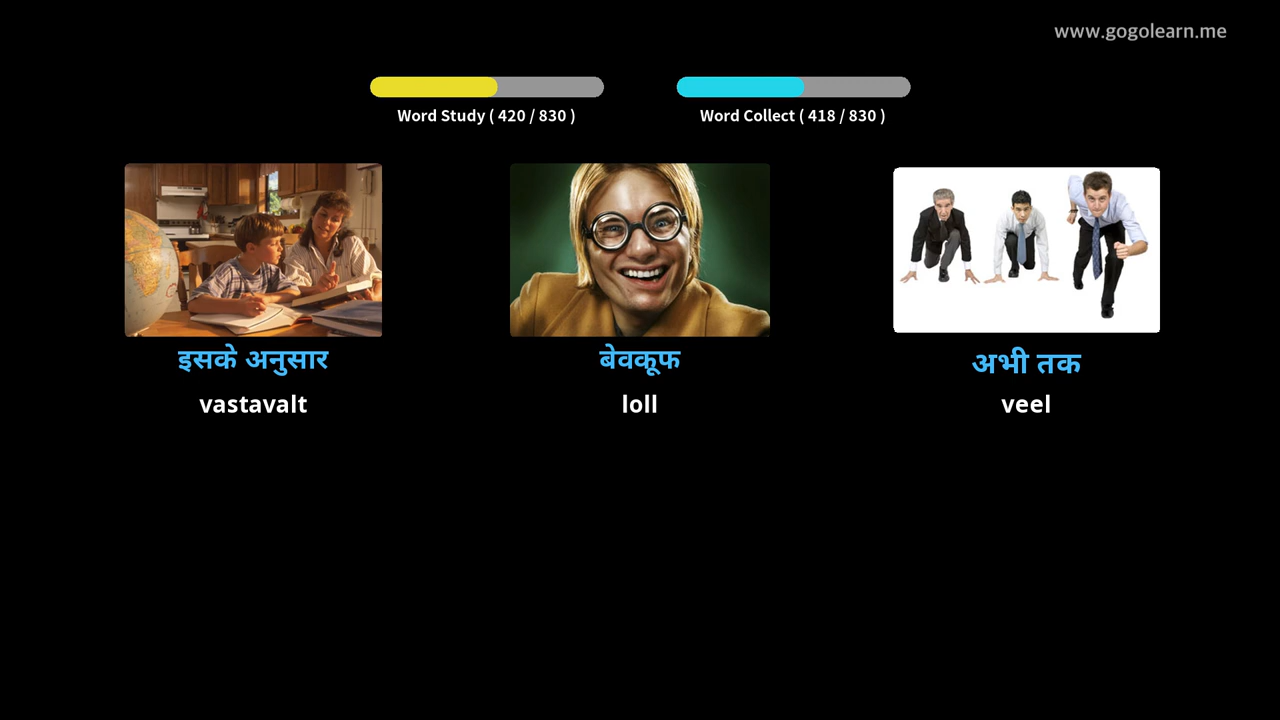 www.gogolearn.me
Word Study ( 420 / 830 )
Word Collect ( 418 / 830 )
इसके अनुसार
बेवकूफ
अभी तक
vastavalt
loll
veel